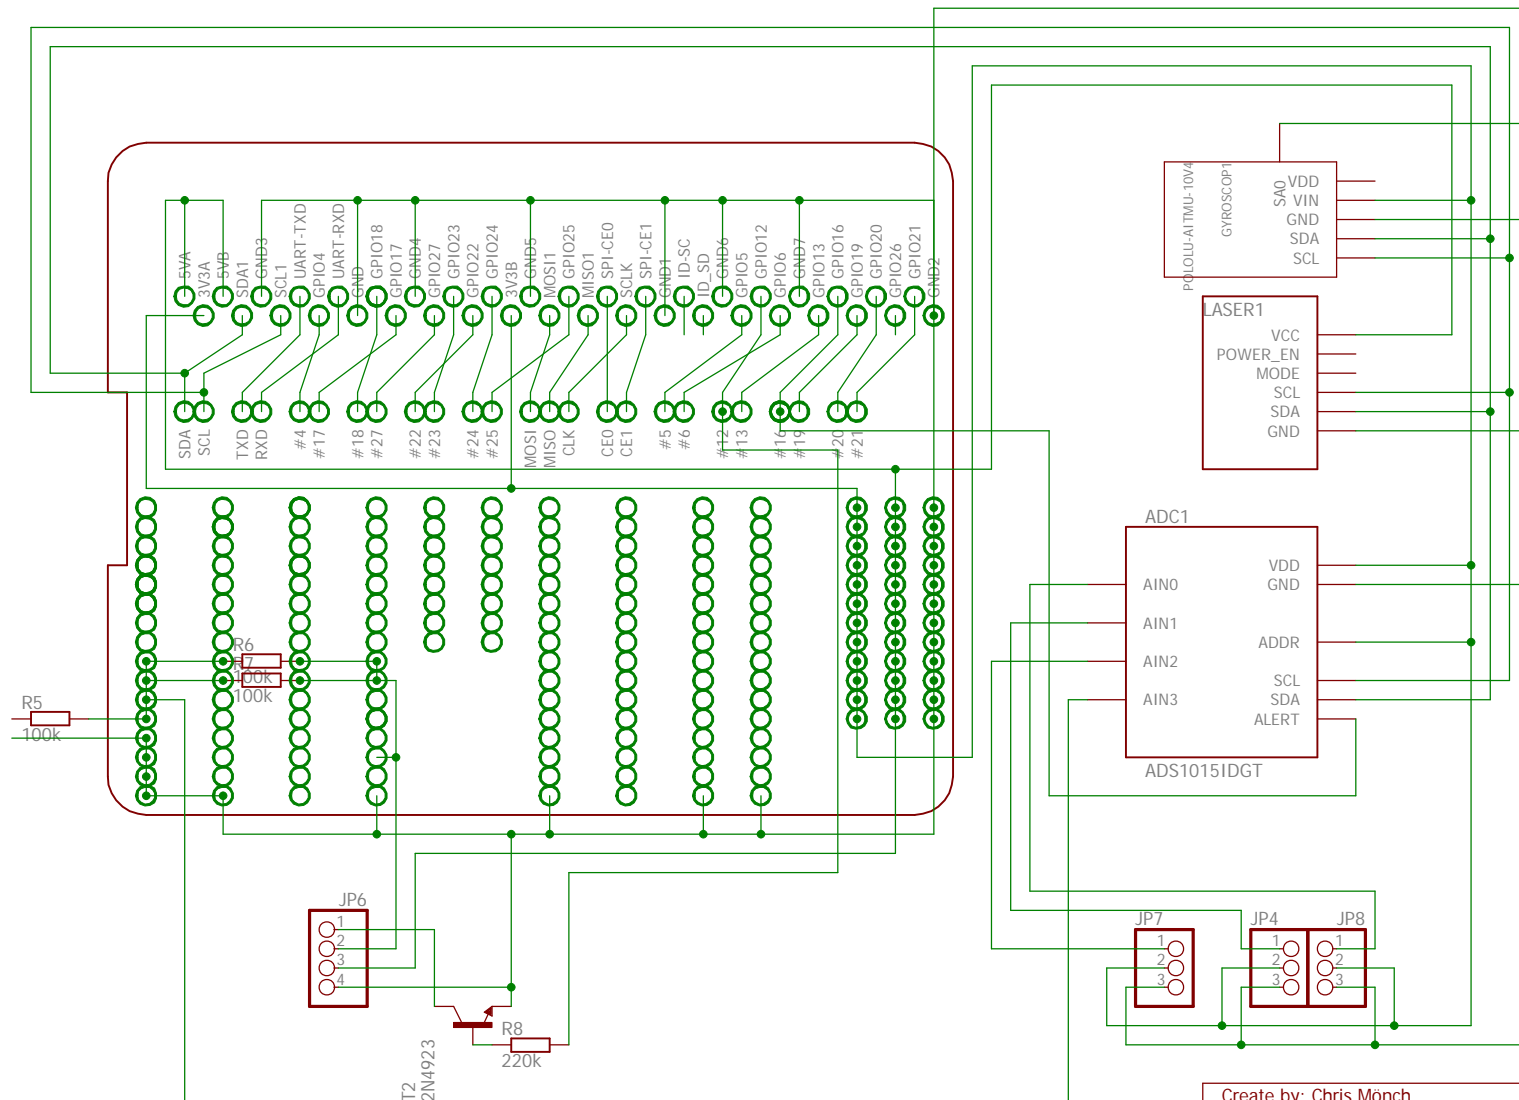 5VA
3V3A
5VB
SDA1
GND3
SCL1
UART-TXD
GPIO4
UART-RXD
GND
GPIO18
GPIO17
GND4
GPIO27
GPIO23
GPIO22
GPIO24
3V3B
GND5
MOSI1
GPIO25
MISO1
SPI-CE0
SCLK
SPI-CE1
GND1
ID-SC
ID_SD
GND6
GPIO5
GPIO12
GPIO6
GND7
GPIO13
GPIO16
GPIO19
GPIO20
GPIO26
GPIO21
GND2
SDA
SCL
TXD
RXD
#4
#17
#18
#27
#22
#23
#24
#25
MOSI
MISO
CLK
CE0
CE1
#5
#6
#12
#13
#16
#19
#20
#21
POLOLU-AITMU-10V4
GYROSCOP1
SA0
VDD
VIN
GND
SDA
SCL
LASER1
VCC
POWER_EN
MODE
SCL
SDA
GND
ADC1
AIN0
AIN1
AIN2
AIN3
VDD
GND
ADDR
SCL
SDA
ALERT
ADS1015IDGT
R6
R7
100k
100k
R5
100k
JP6
1
2
3
4
T2
2N4923
R8
220k
JP7
1
2
3
JP4
1
2
3
JP8
1
2
3
Create by: Chris Mönch